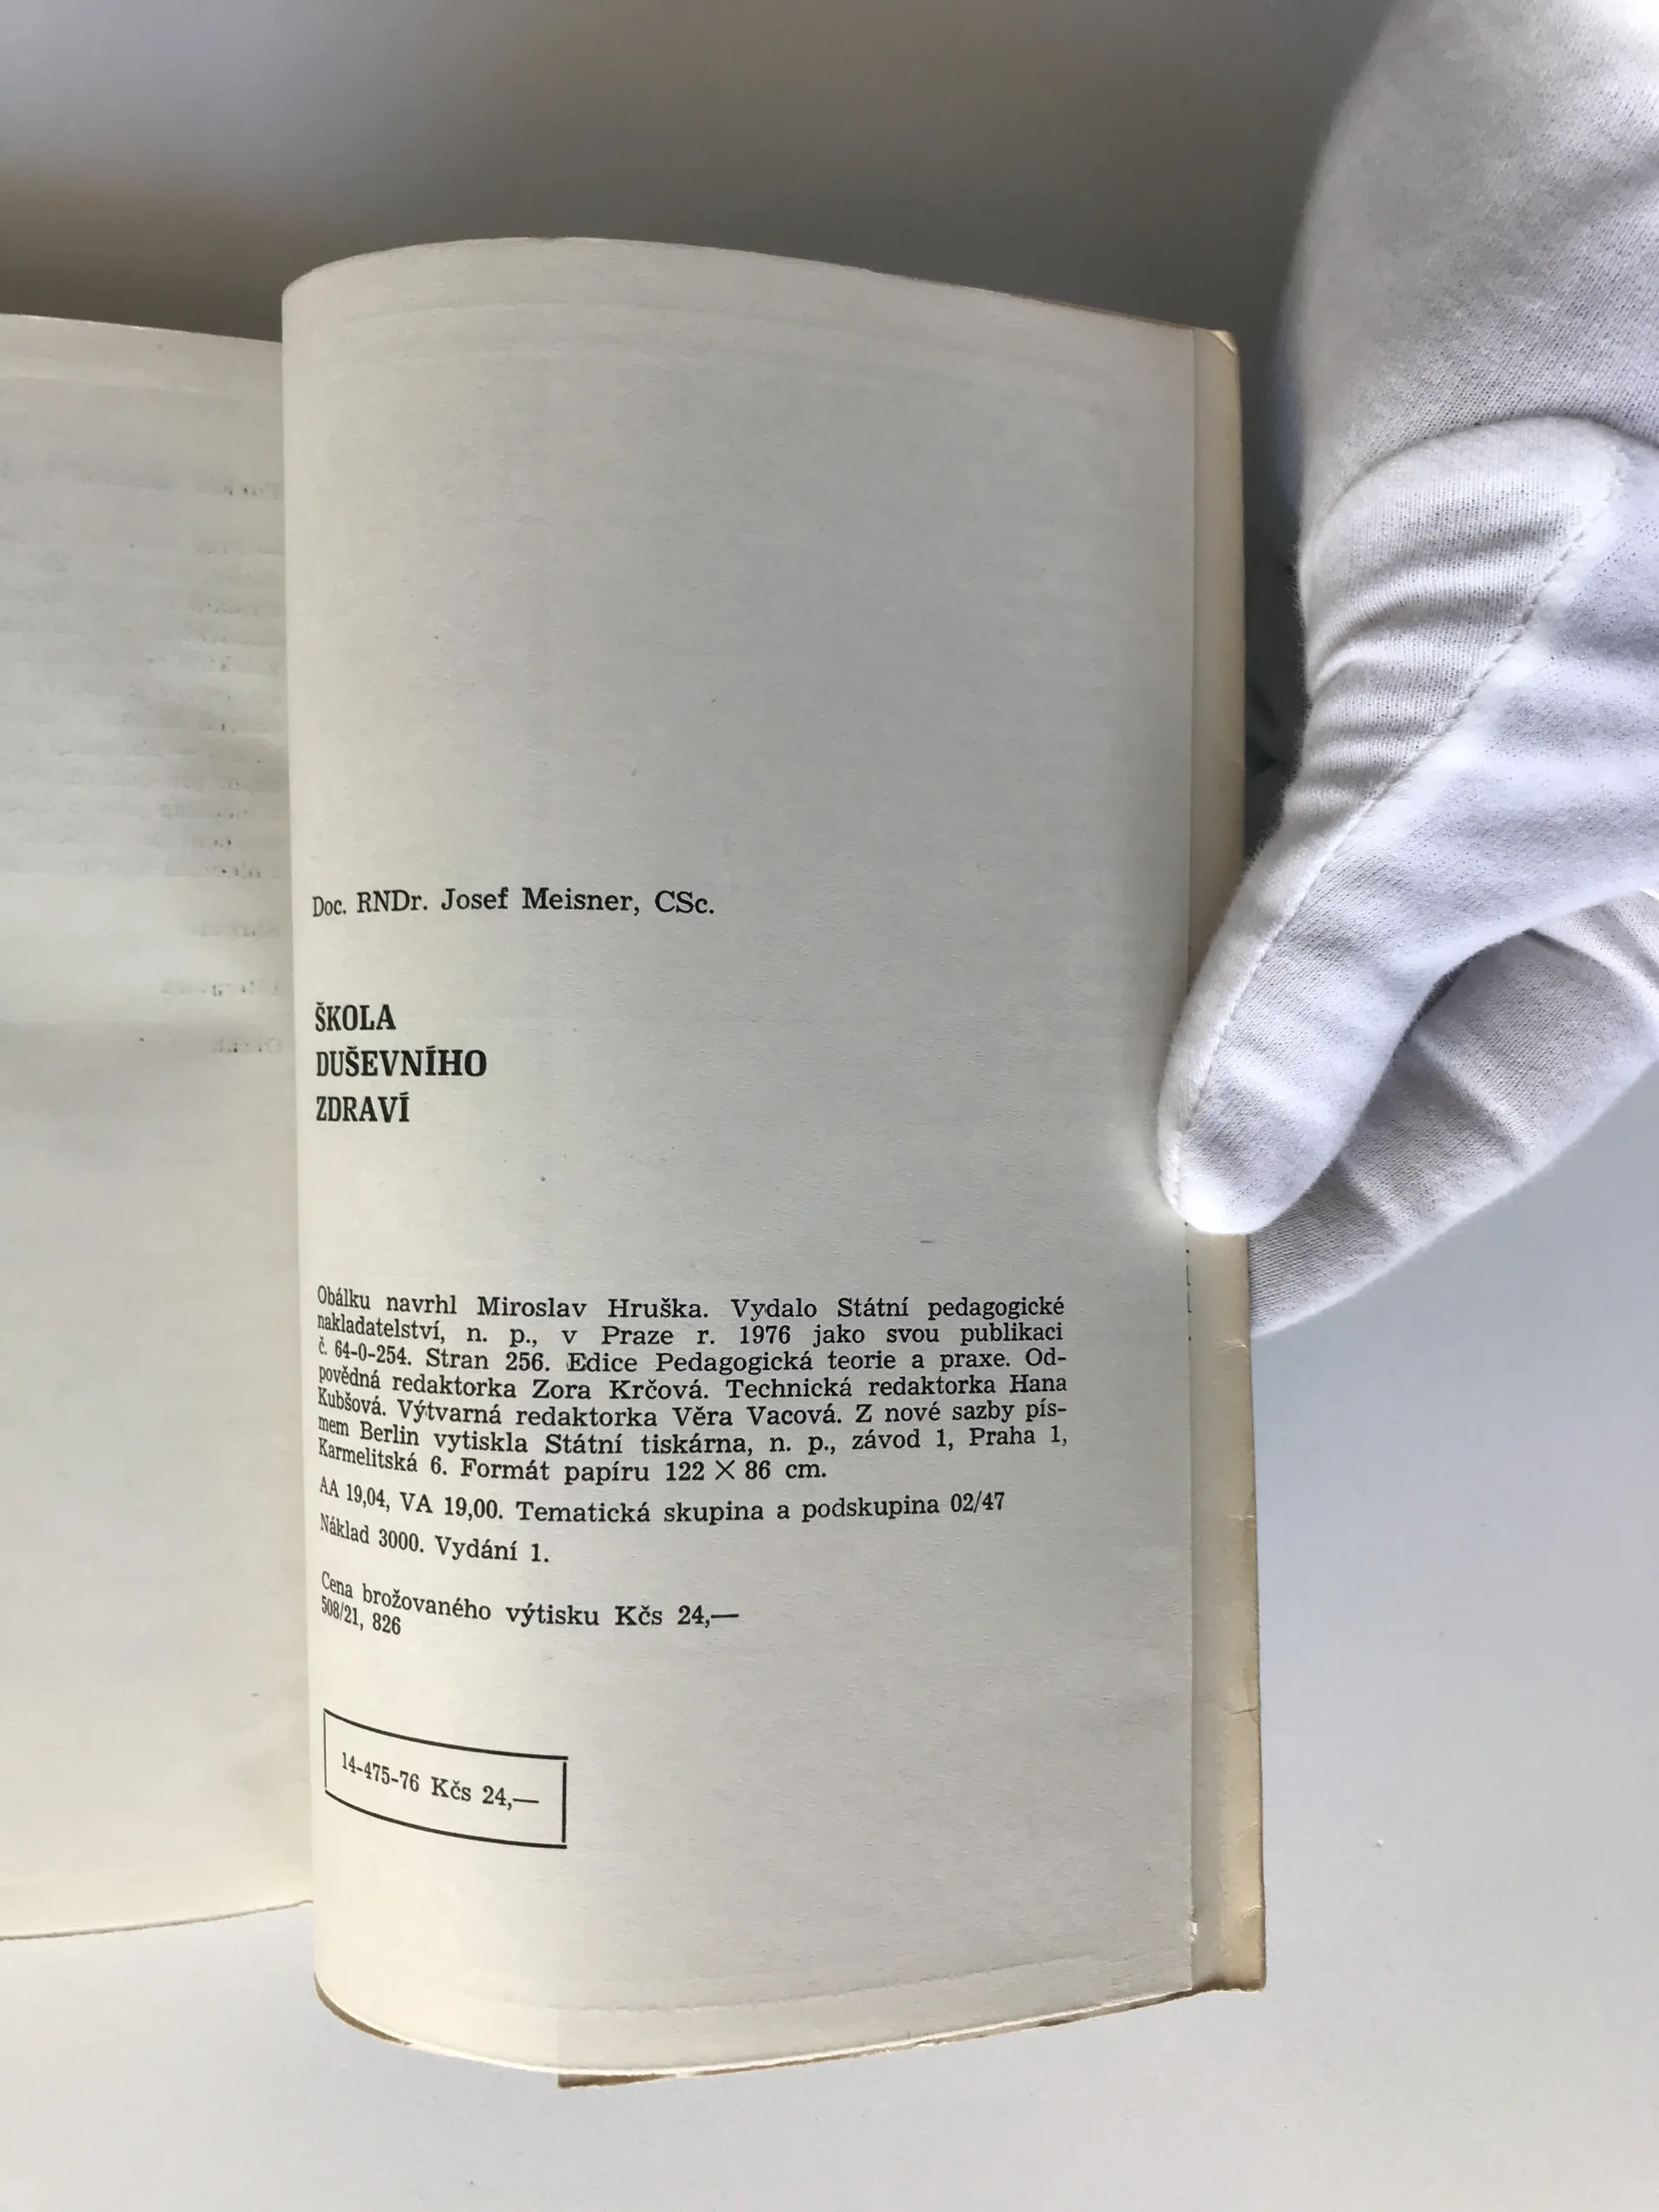 Doc. RNDr. Josef Meisner, CSc.
ŠKOLA
DUŠEVNÍHO
ZDRAVÍ
Obálku navrhl Miroslav Hruška. Vydalo Státní pedagogické
nakladatelství, n. p., v Praze r. 1976 jako svou publikaci
č. 64-0-254. Stran 256. Edice Pedagogická teorie a praxe. Od-
povědná redaktorka Zora Krčová. Technická redaktorka Hana
Kubšová. Výtvarná redaktorka Věra Vacová. Z nové sazby pís-
mem Berlin vytiskla Státní tiskárna, n. p., závod 1, Praha 1,
Karmelitská 6. Formát papíru 122 × 86 cm.
AA 19,04, VA 19,00. Tematická skupina a podskupina 02/47
Náklad 3000. Vydání 1.
Cena brožovaného výtisku Kčs 24,—
508/21, 826
14-475-76 Kčs 24,—